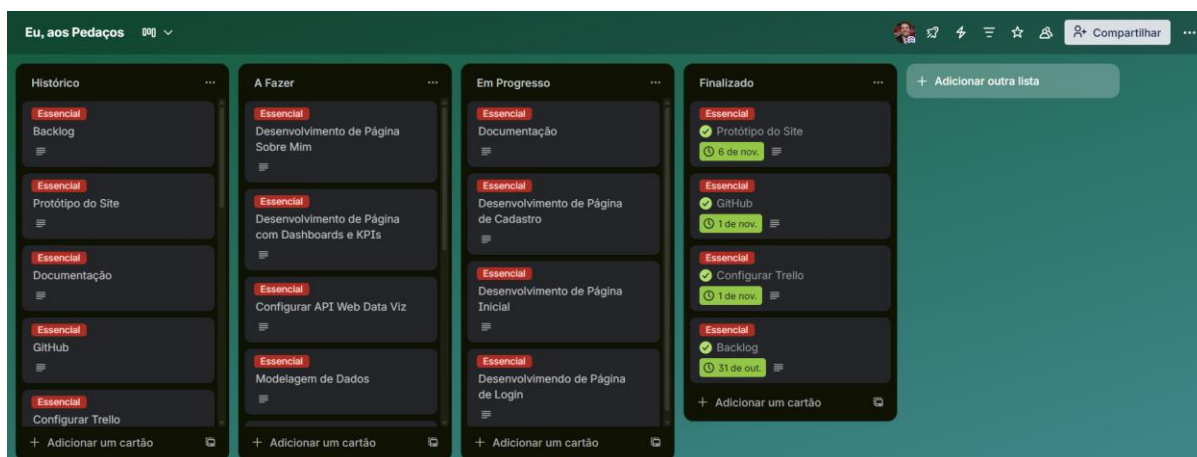 Eu, aos Pedaços
Compartilhar
Histórico
Essencial
Backlog
Essencial
Protótipo do Site
Essencial
Documentação
Essencial
GitHub
Essencial
Configurar Trello
+ Adicionar um cartão
A Fazer
Essencial
Desenvolvimento de Página
Sobre Mim
Essencial
Desenvolvimento de Página
com Dashboards e KPIs
Essencial
Configurar API Web Data Viz
Essencial
Modelagem de Dados
+ Adicionar um cartão
Em Progresso
Essencial
Documentação
Essencial
Desenvolvimento de Página
de Cadastro
Essencial
Desenvolvimento de Página
Inicial
Essencial
Desenvolvimendo de Página
de Login
+ Adicionar um cartão
Finalizado
Essencial
Protótipo do Site
6 de nov.
Essencial
GitHub
1 de nov.
Essencial
Configurar Trello
1 de nov.
Essencial
Backlog
31 de out.
+ Adicionar um cartão
+ Adicionar outra lista